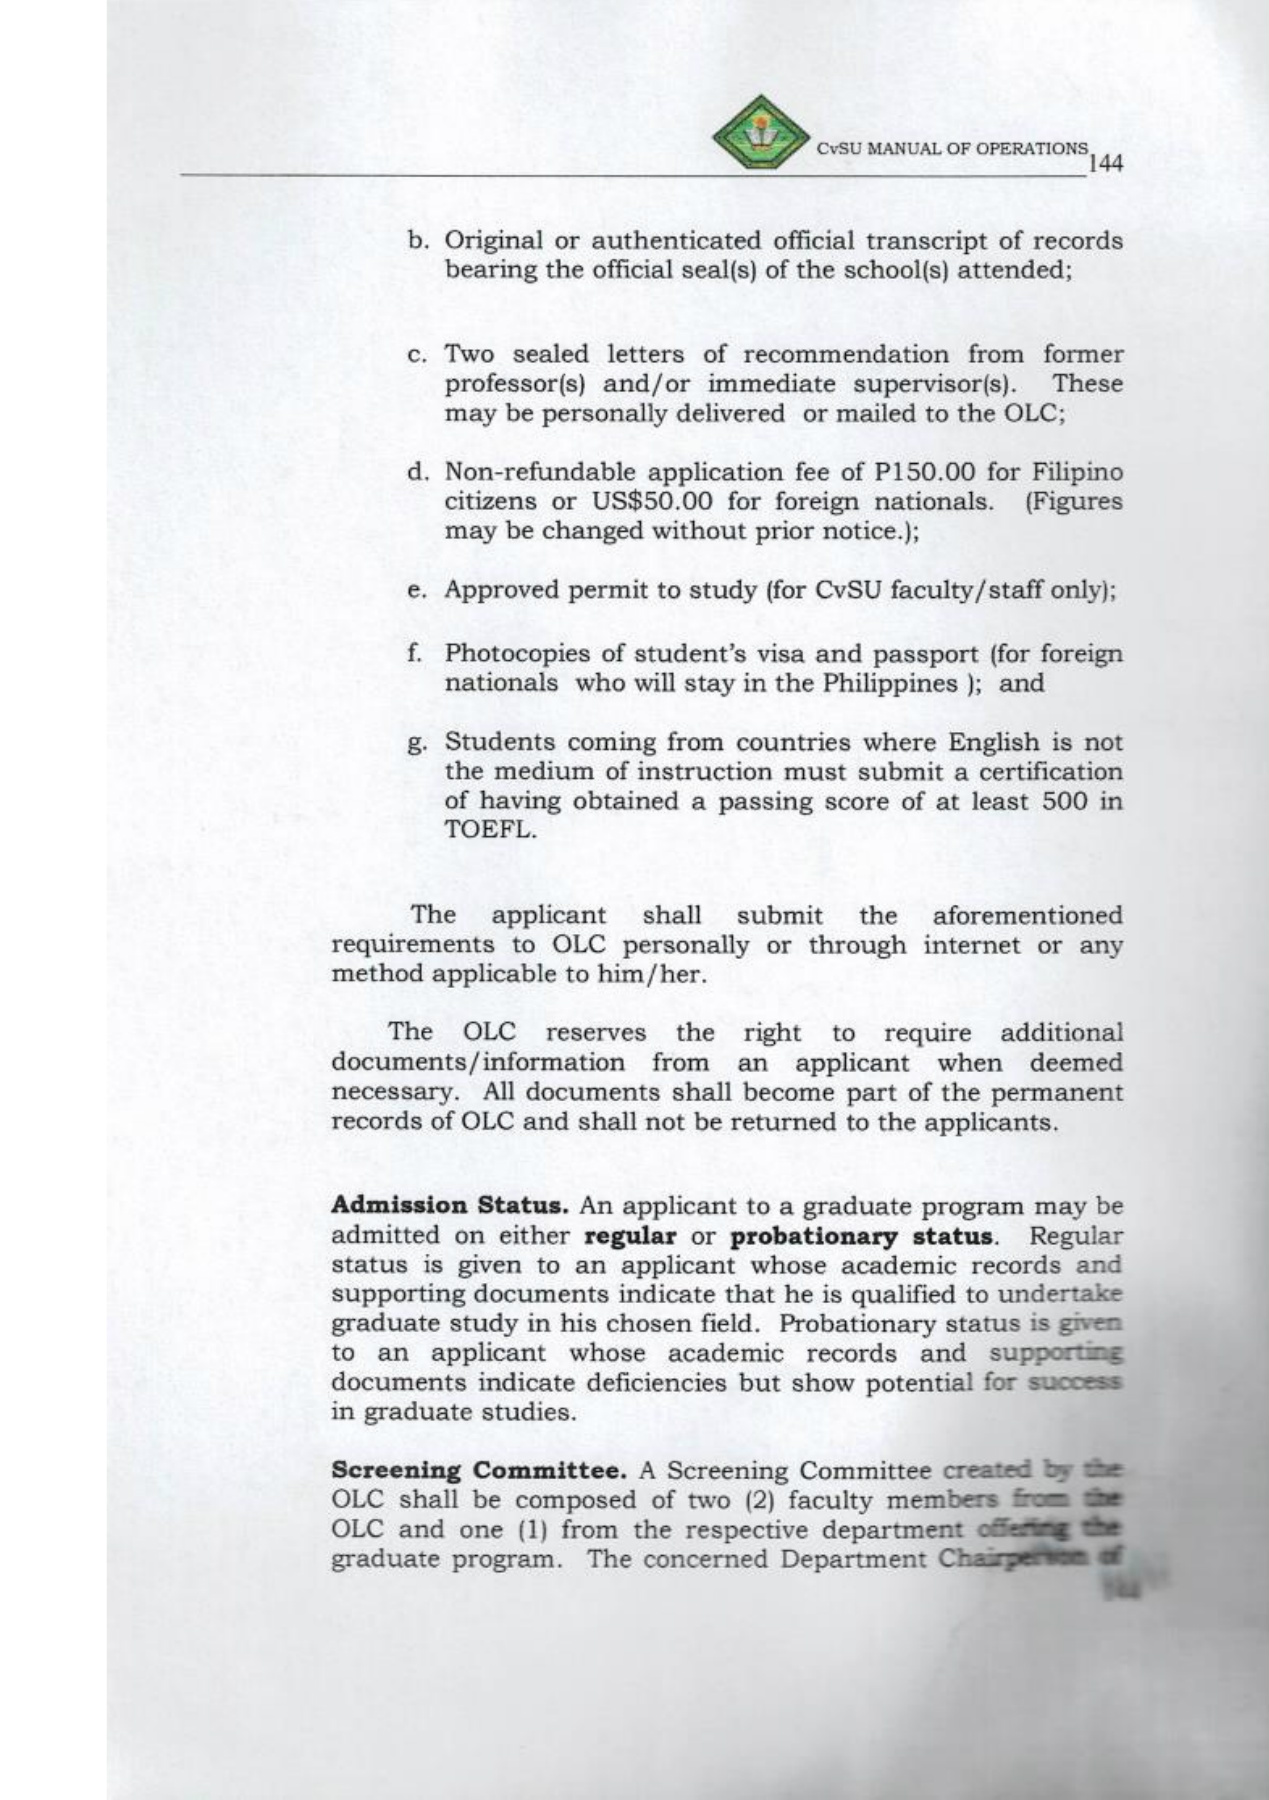 CvSU MANUAL OF OPERATIONS
144
b. Original or authenticated official transcript of records
bearing the official seal(s) of the school(s) attended;
c. Two sealed letters of recommendation from former
professor(s) and/or immediate supervisor(s). These
may be personally delivered or mailed to the OLC;
d. Non-refundable application fee of P150.00 for Filipino
citizens or US$50.00 for foreign nationals. (Figures
may be changed without prior notice.);
e. Approved permit to study (for CvSU faculty/staff only);
f. Photocopies of student's visa and passport (for foreign
nationals who will stay in the Philippines ); and
g. Students coming from countries where English is not
the medium of instruction must submit a certification
of having obtained a passing score of at least 500 in
TOEFL.
The applicant shall submit the aforementioned
requirements to OLC personally or through internet or any
method applicable to him/her.
The OLC reserves the right to require additional
documents/information from an applicant when deemed
necessary. All documents shall become part of the permanent
records of OLC and shall not be returned to the applicants.
Admission Status. An applicant to a graduate program may be
admitted on either regular or probationary status. Regular
status is given to an applicant whose academic records and
supporting documents indicate that he is qualified to undertake
graduate study in his chosen field. Probationary status is given
to an applicant whose academic records and supporting
documents indicate deficiencies but show potential for success
in graduate studies.
Screening Committee. A Screening Committee created by the
OLC shall be composed of two (2) faculty members from the
OLC and one (1) from the respective department offering the
graduate program. The concerned Department Chairperson of